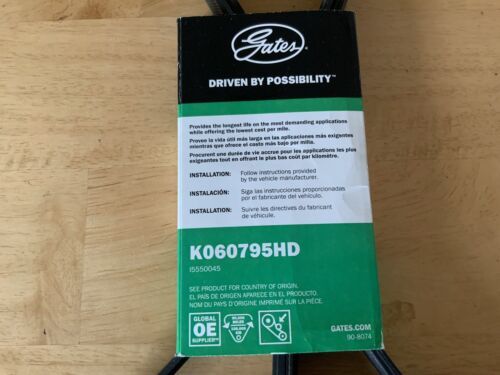 Gates
DRIVEN BY POSSIBILITY™
Provides the longest life on the most demanding applications
while offering the lowest cost per mile.
Provee la vida útil más larga en las aplicaciones más exigentes
mientras que ofrece el costo más bajo por milla.
Procurent une durée de vie accrue pour les applications les plus
exigeantes tout en offrant le plus bas coût par kilomètre.
INSTALLATION: Follow instructions provided
by the vehicle manufacturer.
INSTALACIÓN: Siga las instrucciones proporcionadas
por el fabricante del vehículo.
INSTALLATION: Suivre les directives du fabricant
de véhicule.
K060795HD
I5550045
SEE PRODUCT FOR COUNTRY OF ORIGIN.
EL PAÍS DE ORIGEN APARECE EN EL PRODUCTO.
NOM DU PAYS D'ORIGINE IMPRIMÉ SUR LA PIÈCE.
GLOBAL
OE
SUPPLIER™
GATES.COM
90-8074